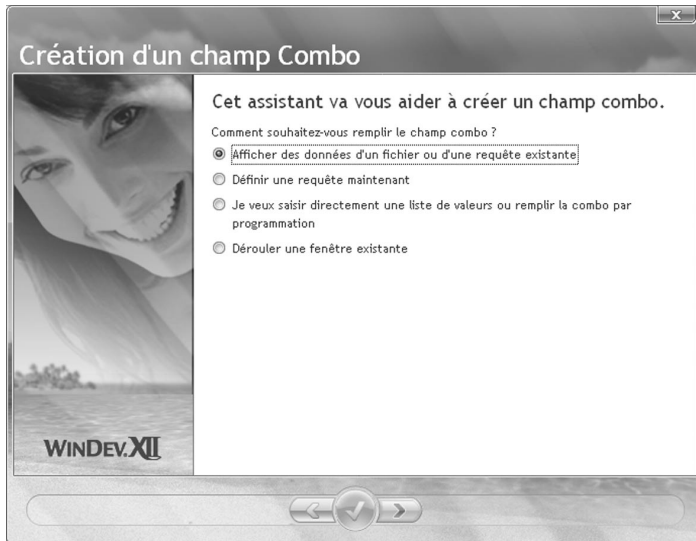 Création d'un champ Combo
Cet assistant va vous aider à créer un champ combo.
Comment souhaitez-vous remplir le champ combo ?
Afficher des données d'un fichier ou d'une requête existante
Définir une requête maintenant
Je veux saisir directement une liste de valeurs ou remplir la combo par
programmation
Dérouler une fenêtre existante
WINDEV.XII